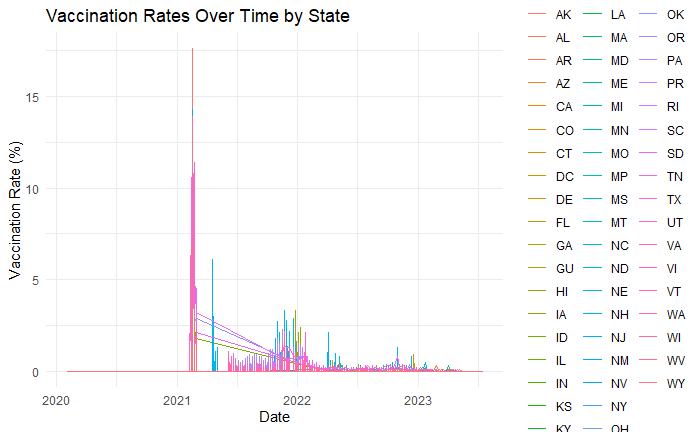 Vaccination Rates Over Time by State
Vaccination Rate (%)
15
10
5
0
2020 2021 2022 2023
Date
AK LA OK
AL MA OR
AR MD PA
AZ ME PR
CA MI RI
CO MN SC
CT MO SD
DC MP TN
DE MS TX
FL MT UT
GA NC VA
GU ND VI
HI NE VT
IA NH WA
ID NJ WI
IL NM WV
IN NV WY
KS NY
KY OH